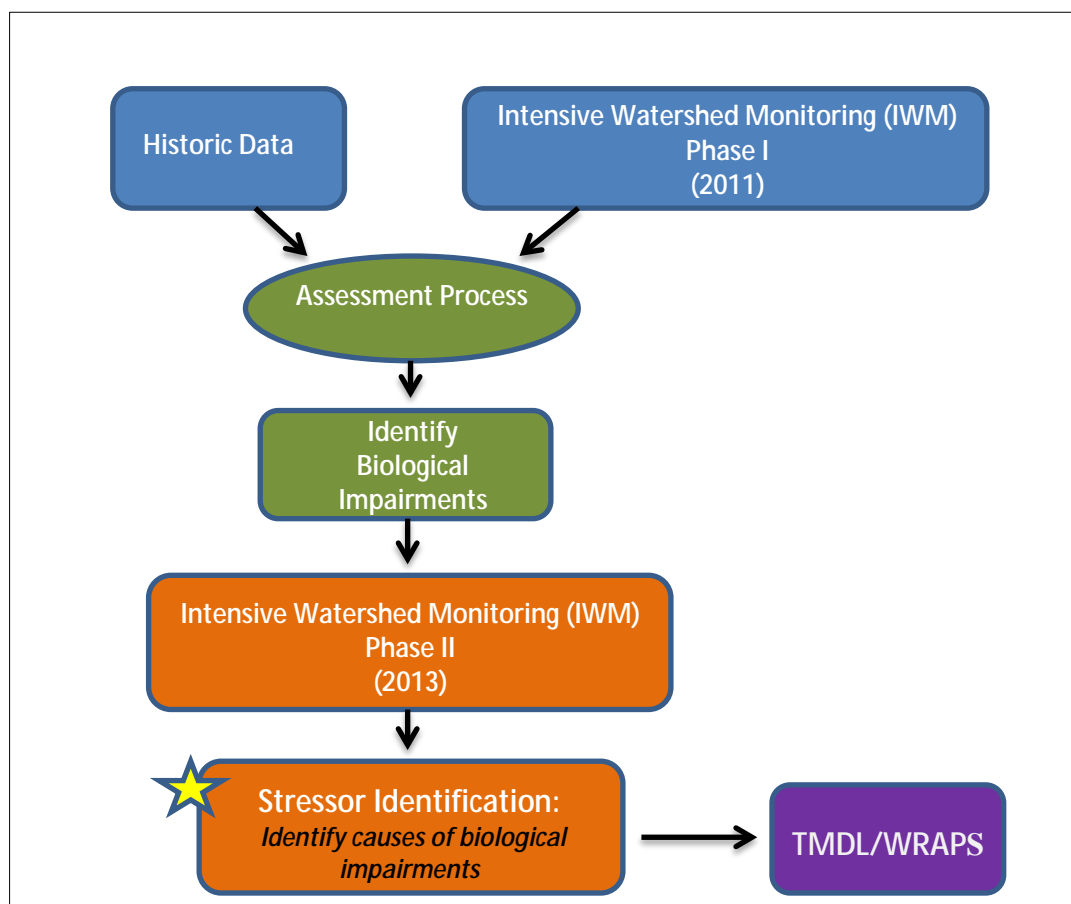 Historic Data
Intensive Watershed Monitoring (IWM)
Phase I
(2011)
Assessment Process
Identify
Biological
Impairments
Intensive Watershed Monitoring (IWM)
Phase II
(2013)
Stressor Identification:
Identify causes of biological
impairments
TMDL/WRAPS